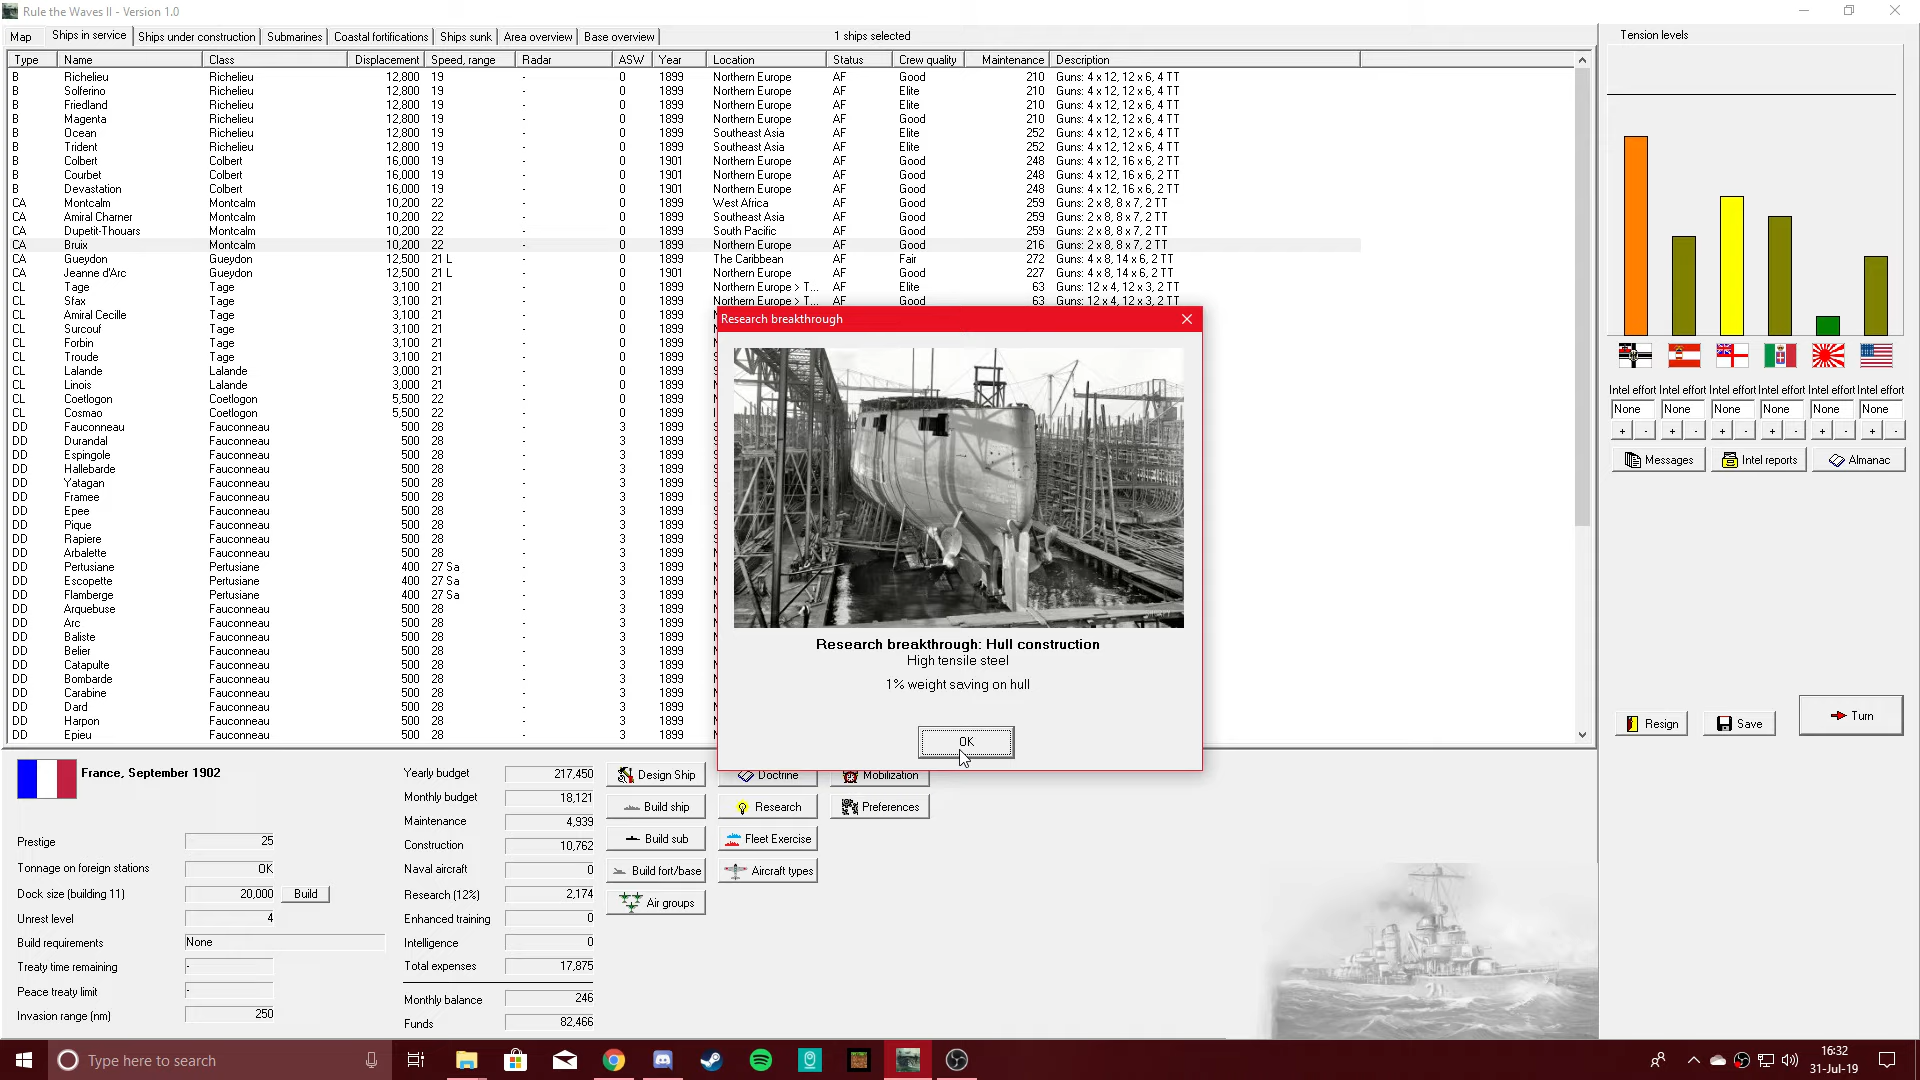 Rule the Waves II - Version 1.0
Map Ships in service Ships under construction Submarines Coastal fortifications Ships sunk Area overview Base overview 1 ships selected Tension levels
Type Name Class Displacement Speed, range Radar ASW Year Location Status Crew quality Maintenance Description
B Richelieu Richelieu 12,800 19 - 0 1899 Northern Europe AF Good 210 Guns: 4 x 12, 12 x 6, 4 TT
B Solferino Richelieu 12,800 19 - 0 1899 Northern Europe AF Elite 210 Guns: 4 x 12, 12 x 6, 4 TT
B Friedland Richelieu 12,800 19 - 0 1899 Northern Europe AF Elite 210 Guns: 4 x 12, 12 x 6, 4 TT
B Magenta Richelieu 12,800 19 - 0 1899 Northern Europe AF Good 210 Guns: 4 x 12, 12 x 6, 4 TT
B Ocean Richelieu 12,800 19 - 0 1899 Southeast Asia AF Elite 252 Guns: 4 x 12, 12 x 6, 4 TT
B Trident Richelieu 12,800 19 - 0 1899 Southeast Asia AF Elite 252 Guns: 4 x 12, 12 x 6, 4 TT
B Colbert Colbert 16,000 19 - 0 1901 Northern Europe AF Good 248 Guns: 4 x 12, 16 x 6, 2 TT
B Courbet Colbert 16,000 19 - 0 1901 Northern Europe AF Good 248 Guns: 4 x 12, 16 x 6, 2 TT
B Devastation Colbert 16,000 19 - 0 1901 Northern Europe AF Good 248 Guns: 4 x 12, 16 x 6, 2 TT
CA Montcalm Montcalm 10,200 22 - 0 1899 West Africa AF Good 259 Guns: 2 x 8, 8 x 7, 2 TT
CA Amiral Charner Montcalm 10,200 22 - 0 1899 Southeast Asia AF Good 259 Guns: 2 x 8, 8 x 7, 2 TT
CA Dupetit-Thouars Montcalm 10,200 22 - 0 1899 South Pacific AF Good 259 Guns: 2 x 8, 8 x 7, 2 TT
CA Bruix Montcalm 10,200 22 - 0 1899 Northern Europe AF Good 216 Guns: 2 x 8, 8 x 7, 2 TT
CA Gueydon Gueydon 12,500 21 L - 0 1899 The Caribbean AF Fair 272 Guns: 4 x 8, 14 x 6, 2 TT
CA Jeanne d'Arc Gueydon 12,500 21 L - 0 1901 Northern Europe AF Good 227 Guns: 4 x 8, 14 x 6, 2 TT
CL Tage Tage 3,100 21 - 0 1899 Northern Europe > T... AF Elite 63 Guns: 12 x 4, 12 x 3, 2 TT
CL Sfax Tage 3,100 21 - 0 1899 Northern Europe > T... AF Good 63 Guns: 12 x 4, 12 x 3, 2 TT
CL Amiral Cecille Tage 3,100 21 - 0 1899
CL Surcouf Tage 3,100 21 - 0 1899
CL Forbin Tage 3,100 21 - 0 1899
CL Troude Tage 3,100 21 - 0 1899
CL Lalande Lalande 3,000 21 - 0 1899
CL Linois Lalande 3,000 21 - 0 1899
CL Coetlogon Coetlogon 5,500 22 - 0 1899
CL Cosmao Coetlogon 5,500 22 - 0 1899
DD Fauconneau Fauconneau 500 28 - 3 1899
DD Durandal Fauconneau 500 28 - 3 1899
DD Espingole Fauconneau 500 28 - 3 1899
DD Hallebarde Fauconneau 500 28 - 3 1899
DD Yatagan Fauconneau 500 28 - 3 1899
DD Framee Fauconneau 500 28 - 3 1899
DD Epee Fauconneau 500 28 - 3 1899
DD Pique Fauconneau 500 28 - 3 1899
DD Rapiere Fauconneau 500 28 - 3 1899
DD Arbalette Fauconneau 500 28 - 3 1899
DD Pertusiane Pertusiane 400 27 Sa - 3 1899
DD Escopette Pertusiane 400 27 Sa - 3 1899
DD Flamberge Pertusiane 400 27 Sa - 3 1899
DD Arquebuse Fauconneau 500 28 - 3 1899
DD Arc Fauconneau 500 28 - 3 1899
DD Baliste Fauconneau 500 28 - 3 1899
DD Belier Fauconneau 500 28 - 3 1899
DD Catapulte Fauconneau 500 28 - 3 1899
DD Bombarde Fauconneau 500 28 - 3 1899
DD Carabine Fauconneau 500 28 - 3 1899
DD Dard Fauconneau 500 28 - 3 1899
DD Harpon Fauconneau 500 28 - 3 1899
DD Epieu Fauconneau 500 28 - 3 1899
Research breakthrough
Research breakthrough: Hull construction
High tensile steel
1% weight saving on hull
OK
Intel effort Intel effort Intel effort Intel effort Intel effort Intel effort
None None None None None None
+ - + - + - + - + - + -
Messages Intel reports Almanac
Resign Save Turn
France, September 1902
Prestige 25
Tonnage on foreign stations OK
Dock size (building 11) 20,000 Build
Unrest level 4
Build requirements None
Treaty time remaining -
Peace treaty limit -
Invasion range (nm) 250
Yearly budget 217,450
Monthly budget 18,121
Maintenance 4,939
Construction 10,762
Naval aircraft 0
Research (12%) 2,174
Enhanced training 0
Intelligence 0
Total expenses 17,875
Monthly balance 246
Funds 82,466
Design Ship Doctrine Mobilization
Build ship Research Preferences
Build sub Fleet Exercise
Build fort/base Aircraft types
Air groups
Type here to search
16:32
31-Jul-19